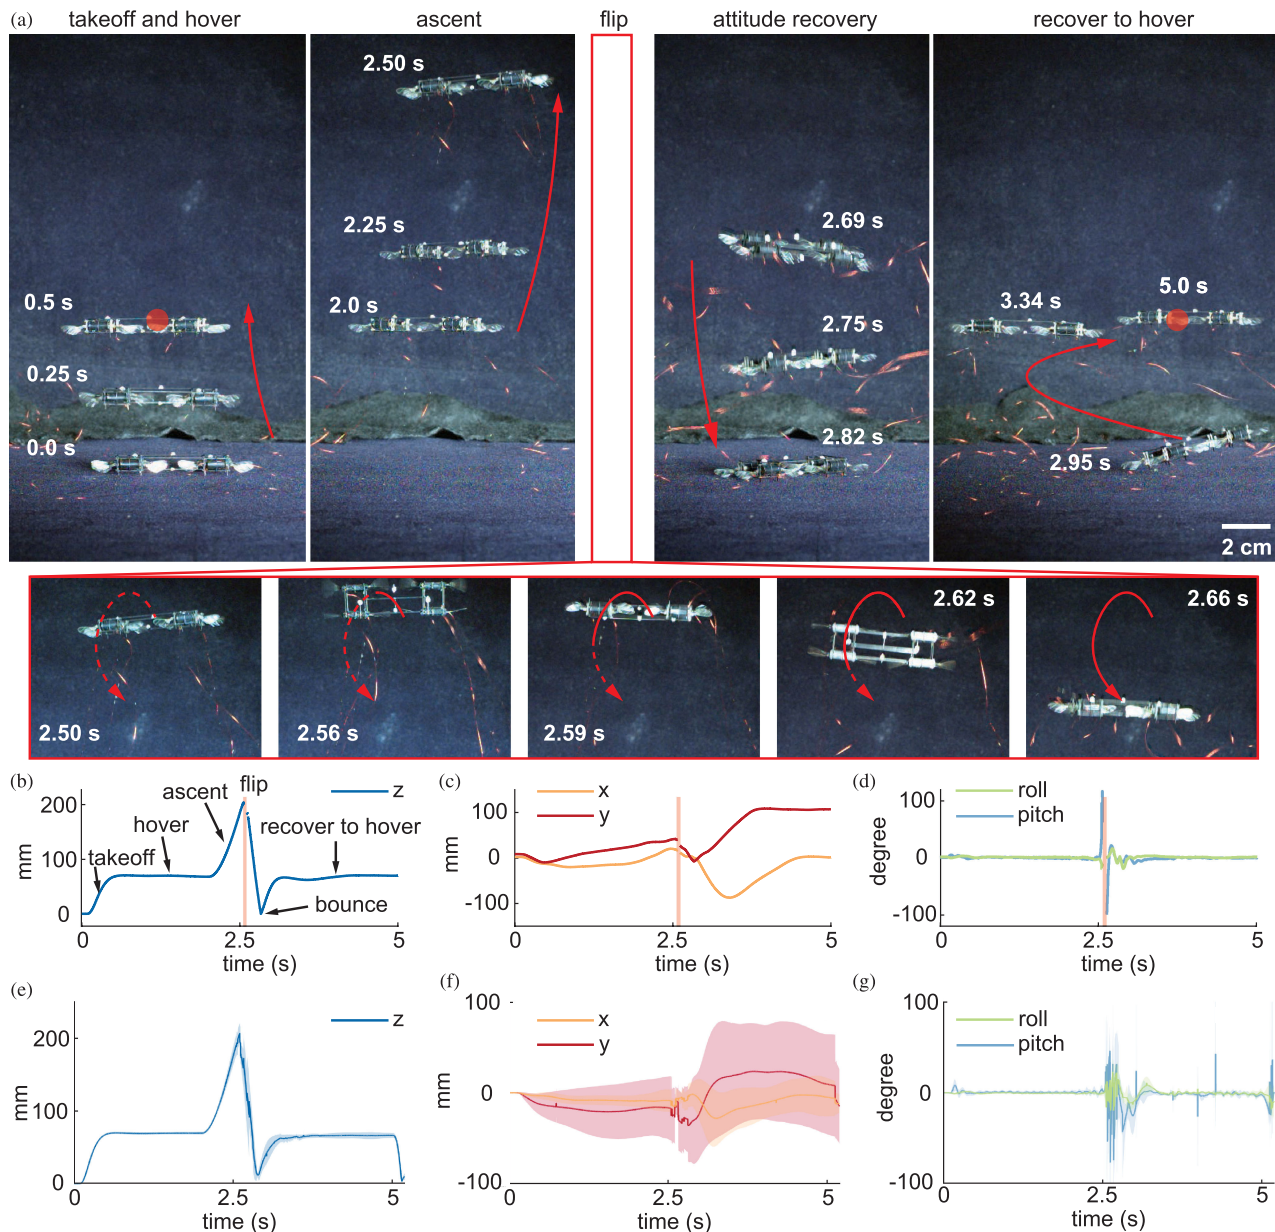 (a) takeoff and hover ascent flip attitude recovery recover to hover
2.50 s
2.25 s
2.0 s
0.5 s
0.25 s
0.0 s
2.69 s
2.75 s
2.82 s
3.34 s
5.0 s
2.95 s
2 cm
2.50 s
2.56 s
2.59 s
2.62 s
2.66 s
(b)
flip
ascent
z
hover
recover to hover
takeoff
bounce
200
100
0
mm
0 2.5 5
time (s)
(c)
x
y
100
0
-100
mm
0 2.5 5
time (s)
(d)
roll
pitch
100
0
-100
degree
0 2.5 5
time (s)
(e)
z
200
100
0
mm
0 2.5 5
time (s)
(f)
x
y
100
0
-100
mm
0 2.5 5
time (s)
(g)
roll
pitch
100
0
-100
degree
0 2.5 5
time (s)